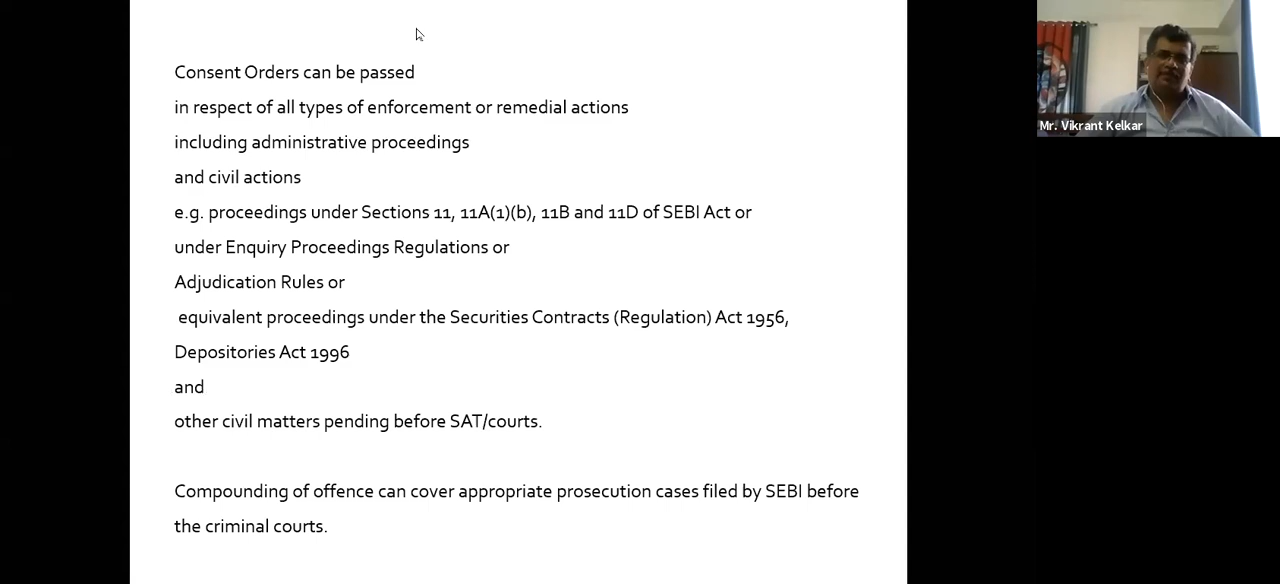 Consent Orders can be passed
in respect of all types of enforcement or remedial actions
including administrative proceedings
and civil actions
e.g. proceedings under Sections 11, 11A(1)(b), 11B and 11D of SEBI Act or
under Enquiry Proceedings Regulations or
Adjudication Rules or
equivalent proceedings under the Securities Contracts (Regulation) Act 1956,
Depositories Act 1996
and
other civil matters pending before SAT/courts.
Compounding of offence can cover appropriate prosecution cases filed by SEBI before
the criminal courts.
Mr. Vikrant Kelkar